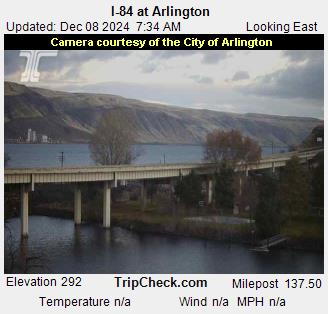 I-84 at Arlington
Updated: Dec 08 2024 7:34 AM Looking East
Camera courtesy of the City of Arlington
Elevation 292 TripCheck.com Milepost 137.50
Temperature n/a Wind n/a MPH n/a